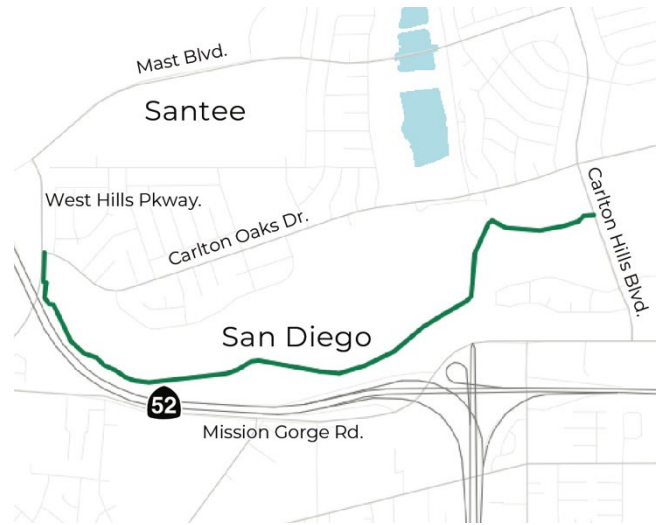 Mast Blvd.
Santee
West Hills Pkway.
Carlton Oaks Dr.
Carlton Hills Blvd.
San Diego
52
Mission Gorge Rd.